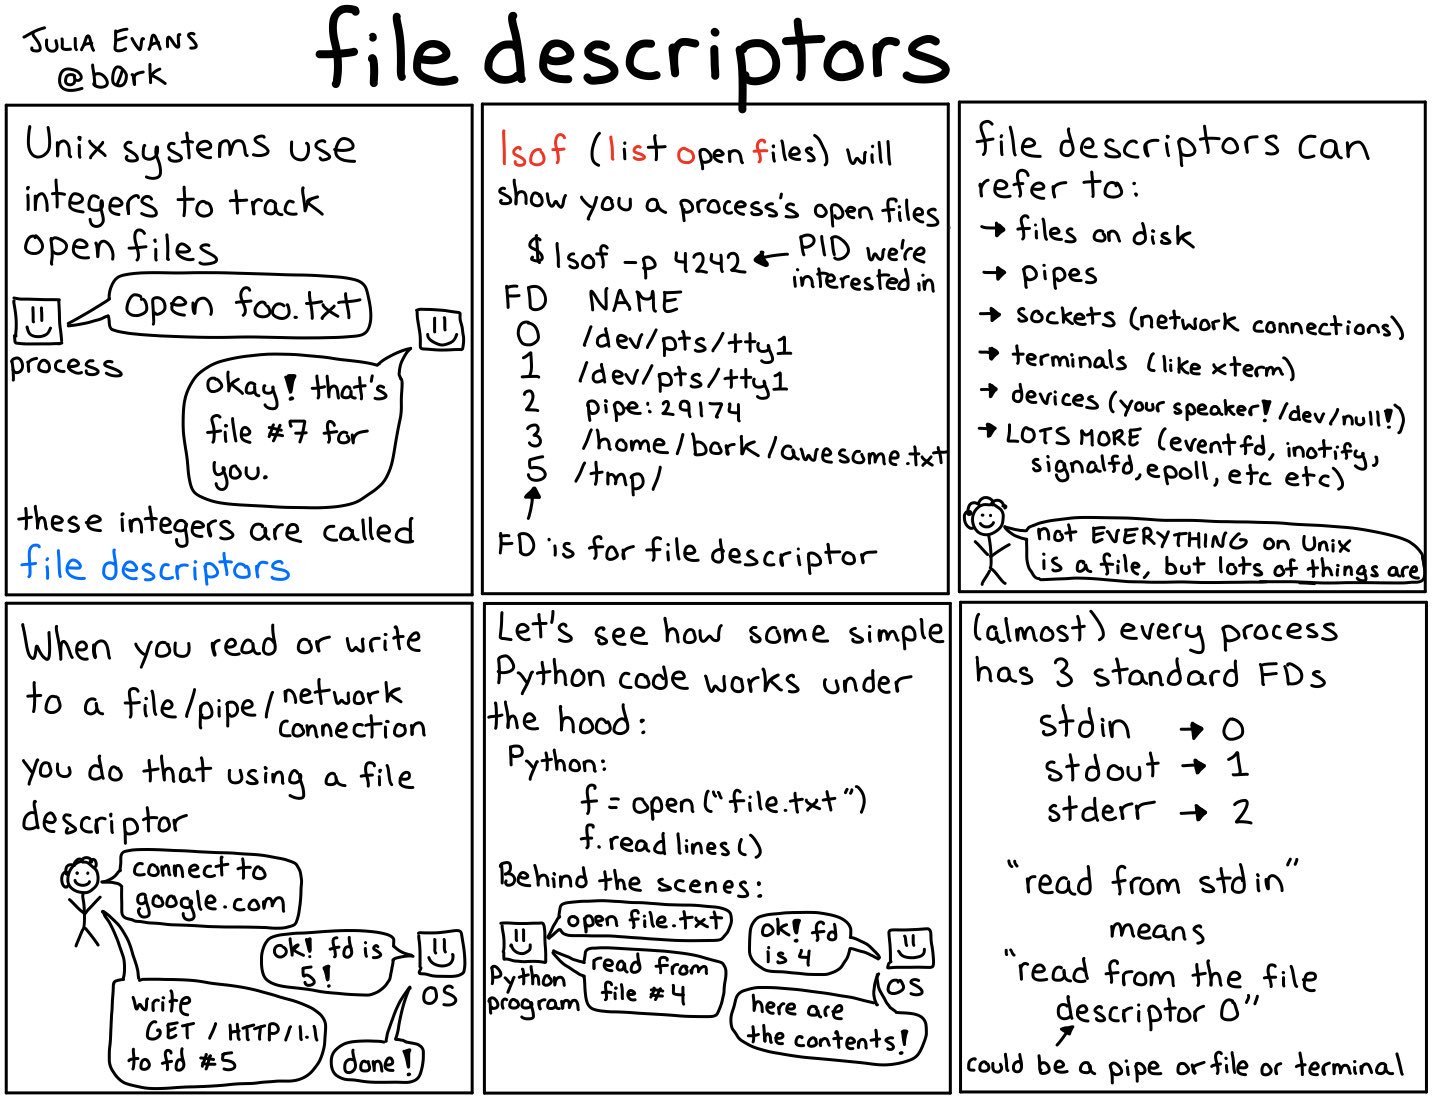 JULIA EVANS
@b0rk
file descriptors
Unix systems use
integers to track
open files
open foo.txt
process
okay! that's
file #7 for
you.
these integers are called
file descriptors
lsof (list open files) will
show you a process's open files
$ lsof -p 4242 ← PID we're
interested in
FD NAME
0 /dev/pts/tty1
1 /dev/pts/tty1
2 pipe:29174
3 /home/bork/awesome.txt
5 /tmp/
FD is for file descriptor
file descriptors can
refer to:
→ files on disk
→ pipes
→ sockets (network connections)
→ terminals (like xterm)
→ devices (your speaker! /dev/null!)
→ LOTS MORE (eventfd, inotify,
signalfd, epoll, etc etc)
not EVERYTHING on Unix
is a file, but lots of things are
When you read or write
to a file/pipe/network
connection
you do that using a file
descriptor
connect to
google.com
ok! fd is
5!
OS
write
GET / HTTP/1.1
to fd #5
done!
Let's see how some simple
Python code works under
the hood:
Python:
f = open("file.txt")
f.readlines()
Behind the scenes:
open file.txt
ok! fd
is 4
Python
program
read from
file #4
OS
here are
the contents!
(almost) every process
has 3 standard FDs
stdin → 0
stdout → 1
stderr → 2
"read from stdin"
means
"read from the file
descriptor 0"
could be a pipe or file or terminal